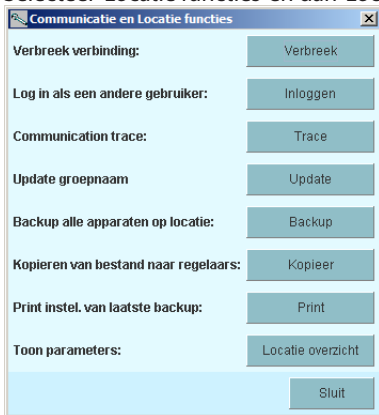 Communicatie en Locatie functies
Verbreek verbinding: Verbreek
Log in als een andere gebruiker: Inloggen
Communication trace: Trace
Update groepnaam Update
Backup alle apparaten op locatie: Backup
Kopieren van bestand naar regelaars: Kopieer
Print instel. van laatste backup: Print
Toon parameters: Locatie overzicht
Sluit